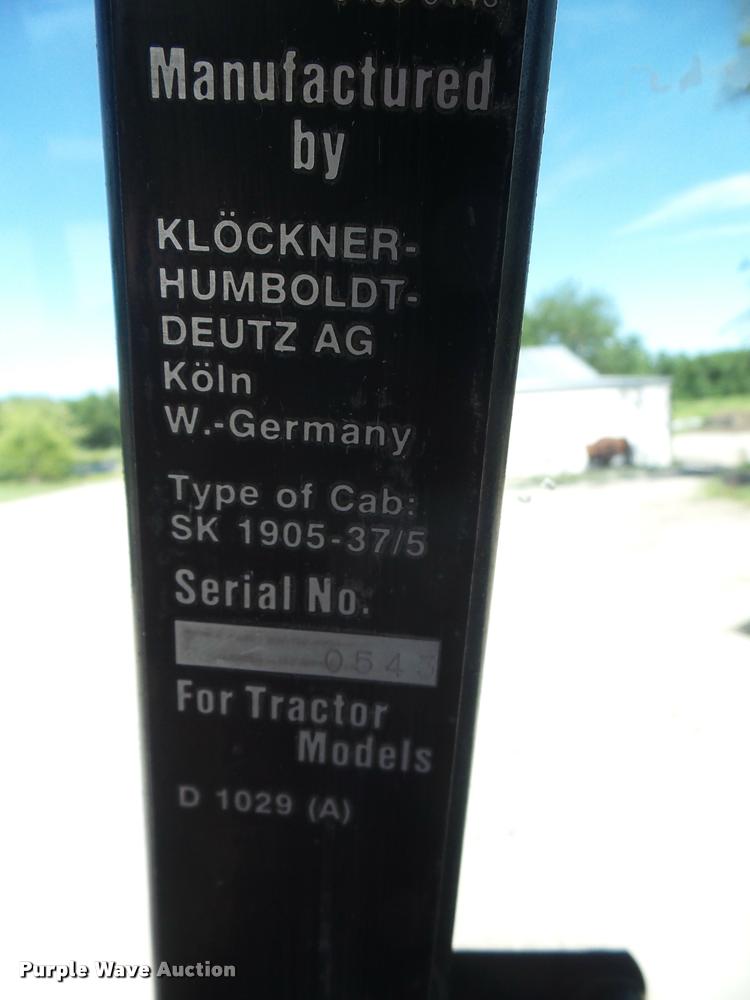 Manufactured
by
KLÖCKNER-
HUMBOLDT-
DEUTZ AG
Köln
W.-Germany
Type of Cab:
SK 1905-37/5
Serial No.
0543
For Tractor
Models
D 1029 (A)
Purple Wave Auction